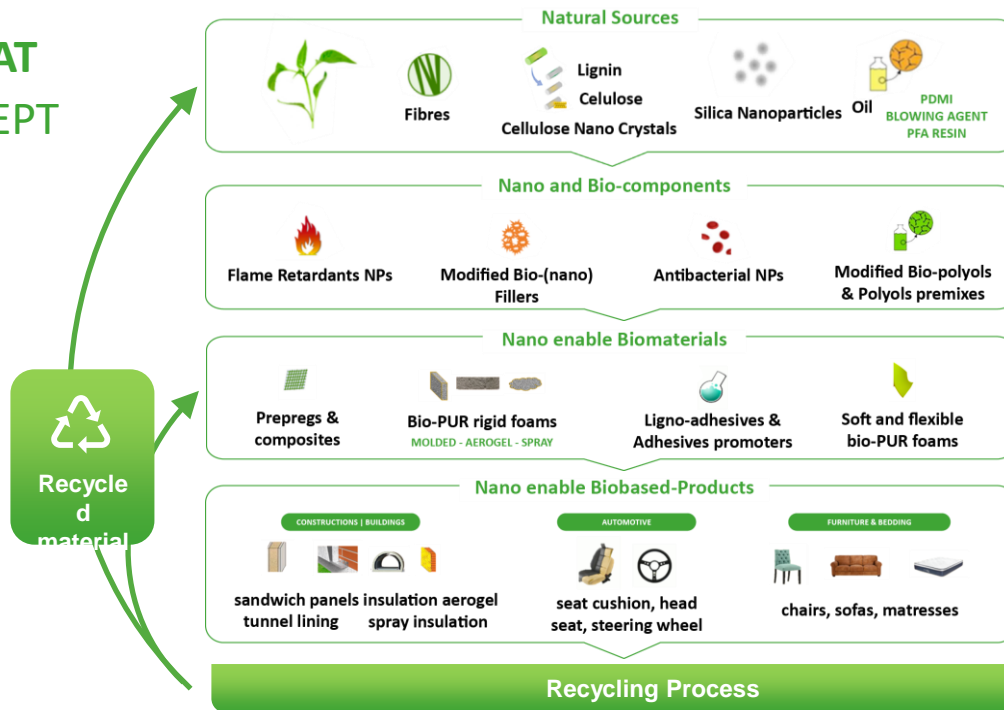 AT
EPT
Natural Sources
Fibres
Lignin
Celulose
Cellulose Nano Crystals
Silica Nanoparticles
Oil
PDMI
BLOWING AGENT
PFA RESIN
Nano and Bio-components
Flame Retardants NPs
Modified Bio-(nano)
Fillers
Antibacterial NPs
Modified Bio-polyols
& Polyols premixes
Nano enable Biomaterials
Prepregs &
composites
Bio-PUR rigid foams
MOLDED - AEROGEL - SPRAY
Ligno-adhesives &
Adhesives promoters
Soft and flexible
bio-PUR foams
Recycle
d
material
Nano enable Biobased-Products
CONSTRUCTIONS | BUILDINGS
sandwich panels insulation aerogel
tunnel lining spray insulation
AUTOMOTIVE
seat cushion, head
seat, steering wheel
FURNITURE & BEDDING
chairs, sofas, matresses
Recycling Process